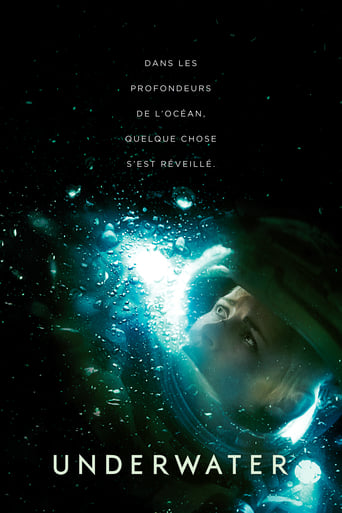 DANS LES
PROFONDEURS
DE L'OCÉAN,
QUELQUE CHOSE
S'EST RÉVEILLÉ.
UNDERWATER